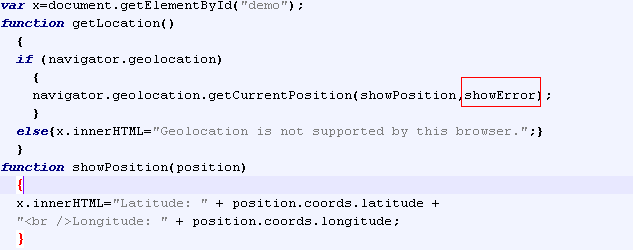 var x=document.getElementById("demo");
function getLocation()
{
if (navigator.geolocation)
{
navigator.geolocation.getCurrentPosition(showPosition,showError);
}
else{x.innerHTML="Geolocation is not supported by this browser.";}
}
function showPosition(position)
{
x.innerHTML="Latitude: " + position.coords.latitude +
"<br />Longitude: " + position.coords.longitude;
}